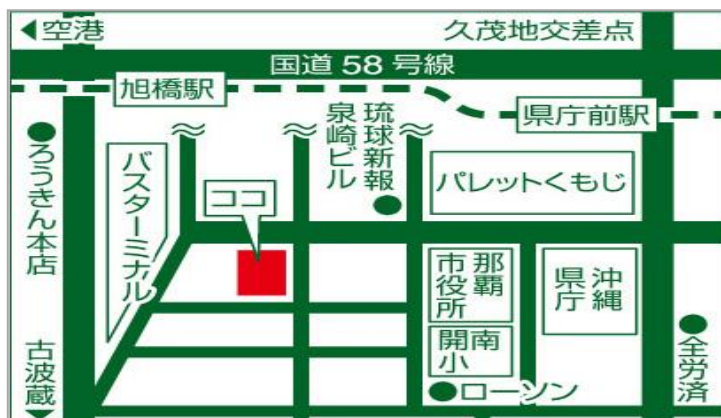 ◀空港
久茂地交差点
国道58号線
旭橋駅
県庁前駅
●ろうきん本店
バスターミナル
ココ
琉球新報
泉崎ビル
パレットくもじ
那覇
市役所
沖縄
県庁
開南
小
●ローソン
●全労済
古波蔵▼